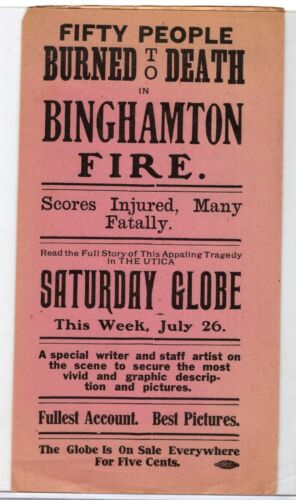 FIFTY PEOPLE
BURNED TO DEATH
IN
BINGHAMTON
FIRE.
Scores Injured, Many
Fatally.
Read the Full Story of This Appaling Tragedy
in THE UTICA
SATURDAY GLOBE
This Week, July 26.
A special writer and staff artist on
the scene to secure the most
vivid and graphic descrip-
tion and pictures.
Fullest Account. Best Pictures.
The Globe Is On Sale Everywhere
For Five Cents.